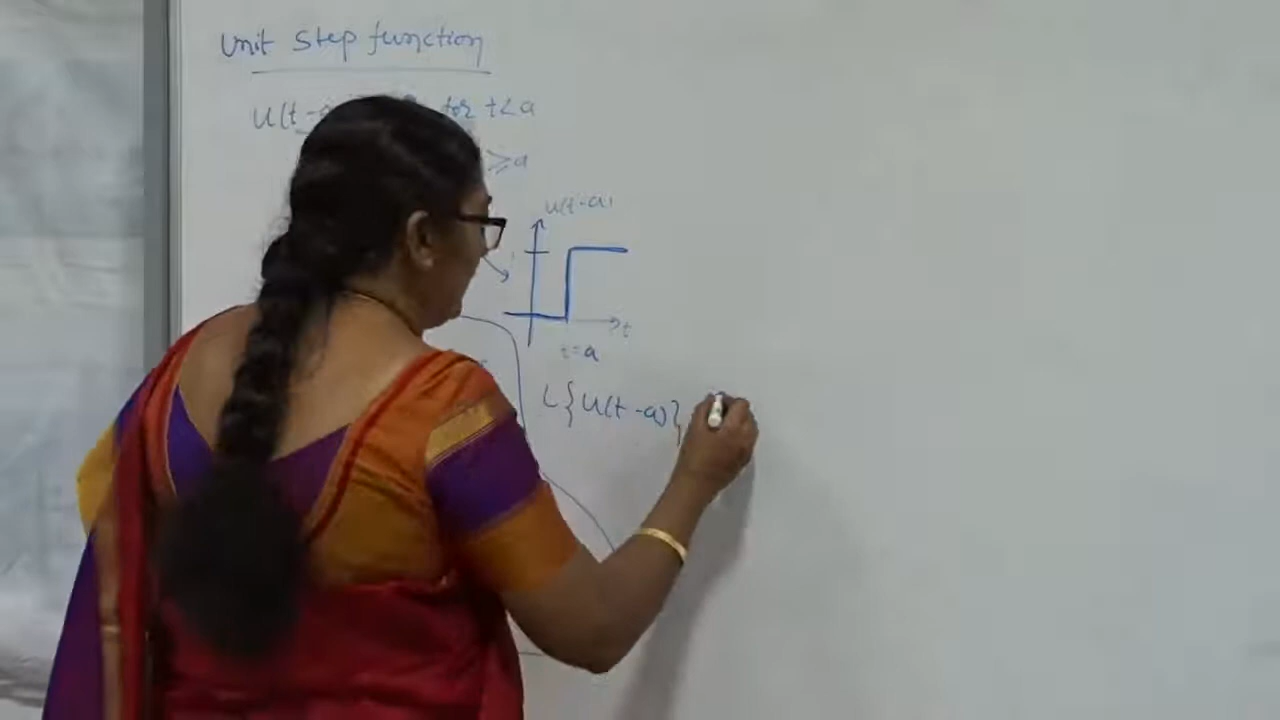 Unit Step function
U(t- for t<a
≥a
U(t-a)
t
t=a
L{U(t-a)}